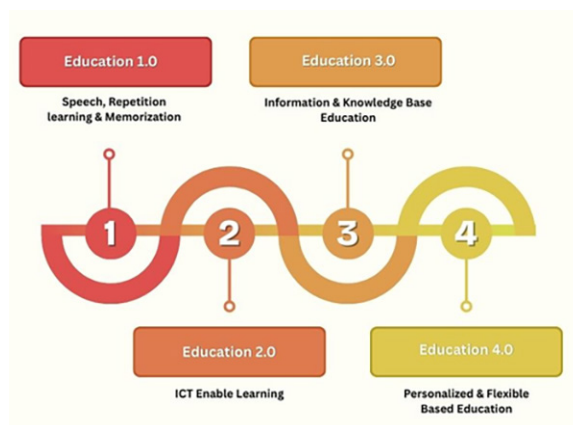 Education 1.0
Speech, Repetition
learning & Memorization
Education 3.0
Information & Knowledge Base
Education
1
2
3
4
Education 2.0
ICT Enable Learning
Education 4.0
Personalized & Flexible
Based Education